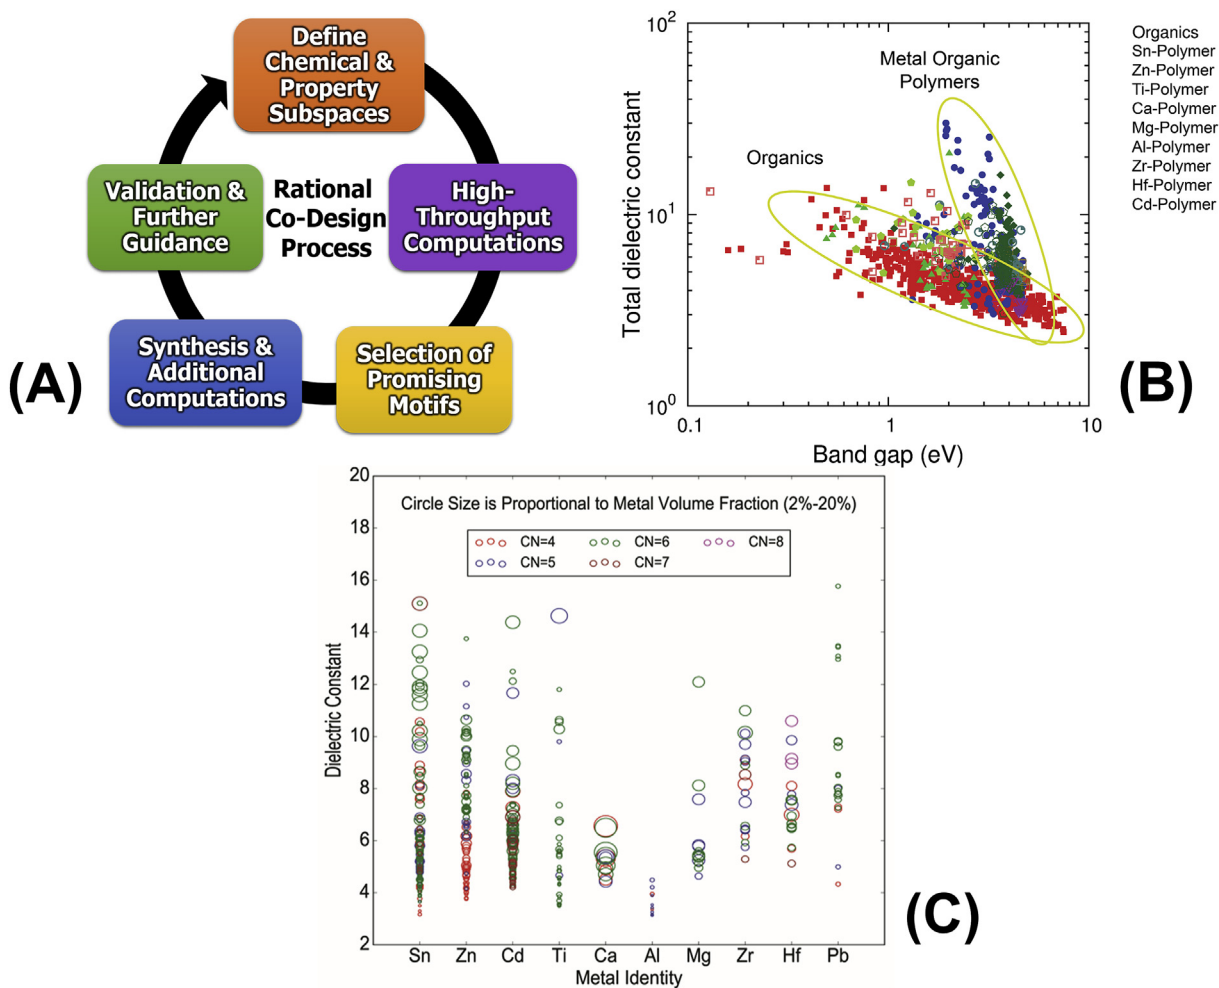 Define
Chemical &
Property
Subspaces
Validation &
Further
Guidance
Rational
Co-Design
Process
High-
Throughput
Computations
Synthesis &
Additional
Computations
Selection of
Promising
Motifs
(A)
10²
10¹
10⁰
Total dielectric constant
Organics
Metal Organic
Polymers
0.1
1
10
Band gap (eV)
Organics
Sn-Polymer
Zn-Polymer
Ti-Polymer
Ca-Polymer
Mg-Polymer
Al-Polymer
Zr-Polymer
Hf-Polymer
Cd-Polymer
(B)
20
18
16
14
12
10
8
6
4
2
Dielectric Constant
Circle Size is Proportional to Metal Volume Fraction (2%-20%)
CN=4 CN=6 CN=8
CN=5 CN=7
Sn Zn Cd Ti Ca Al Mg Zr Hf Pb
Metal Identity
(C)